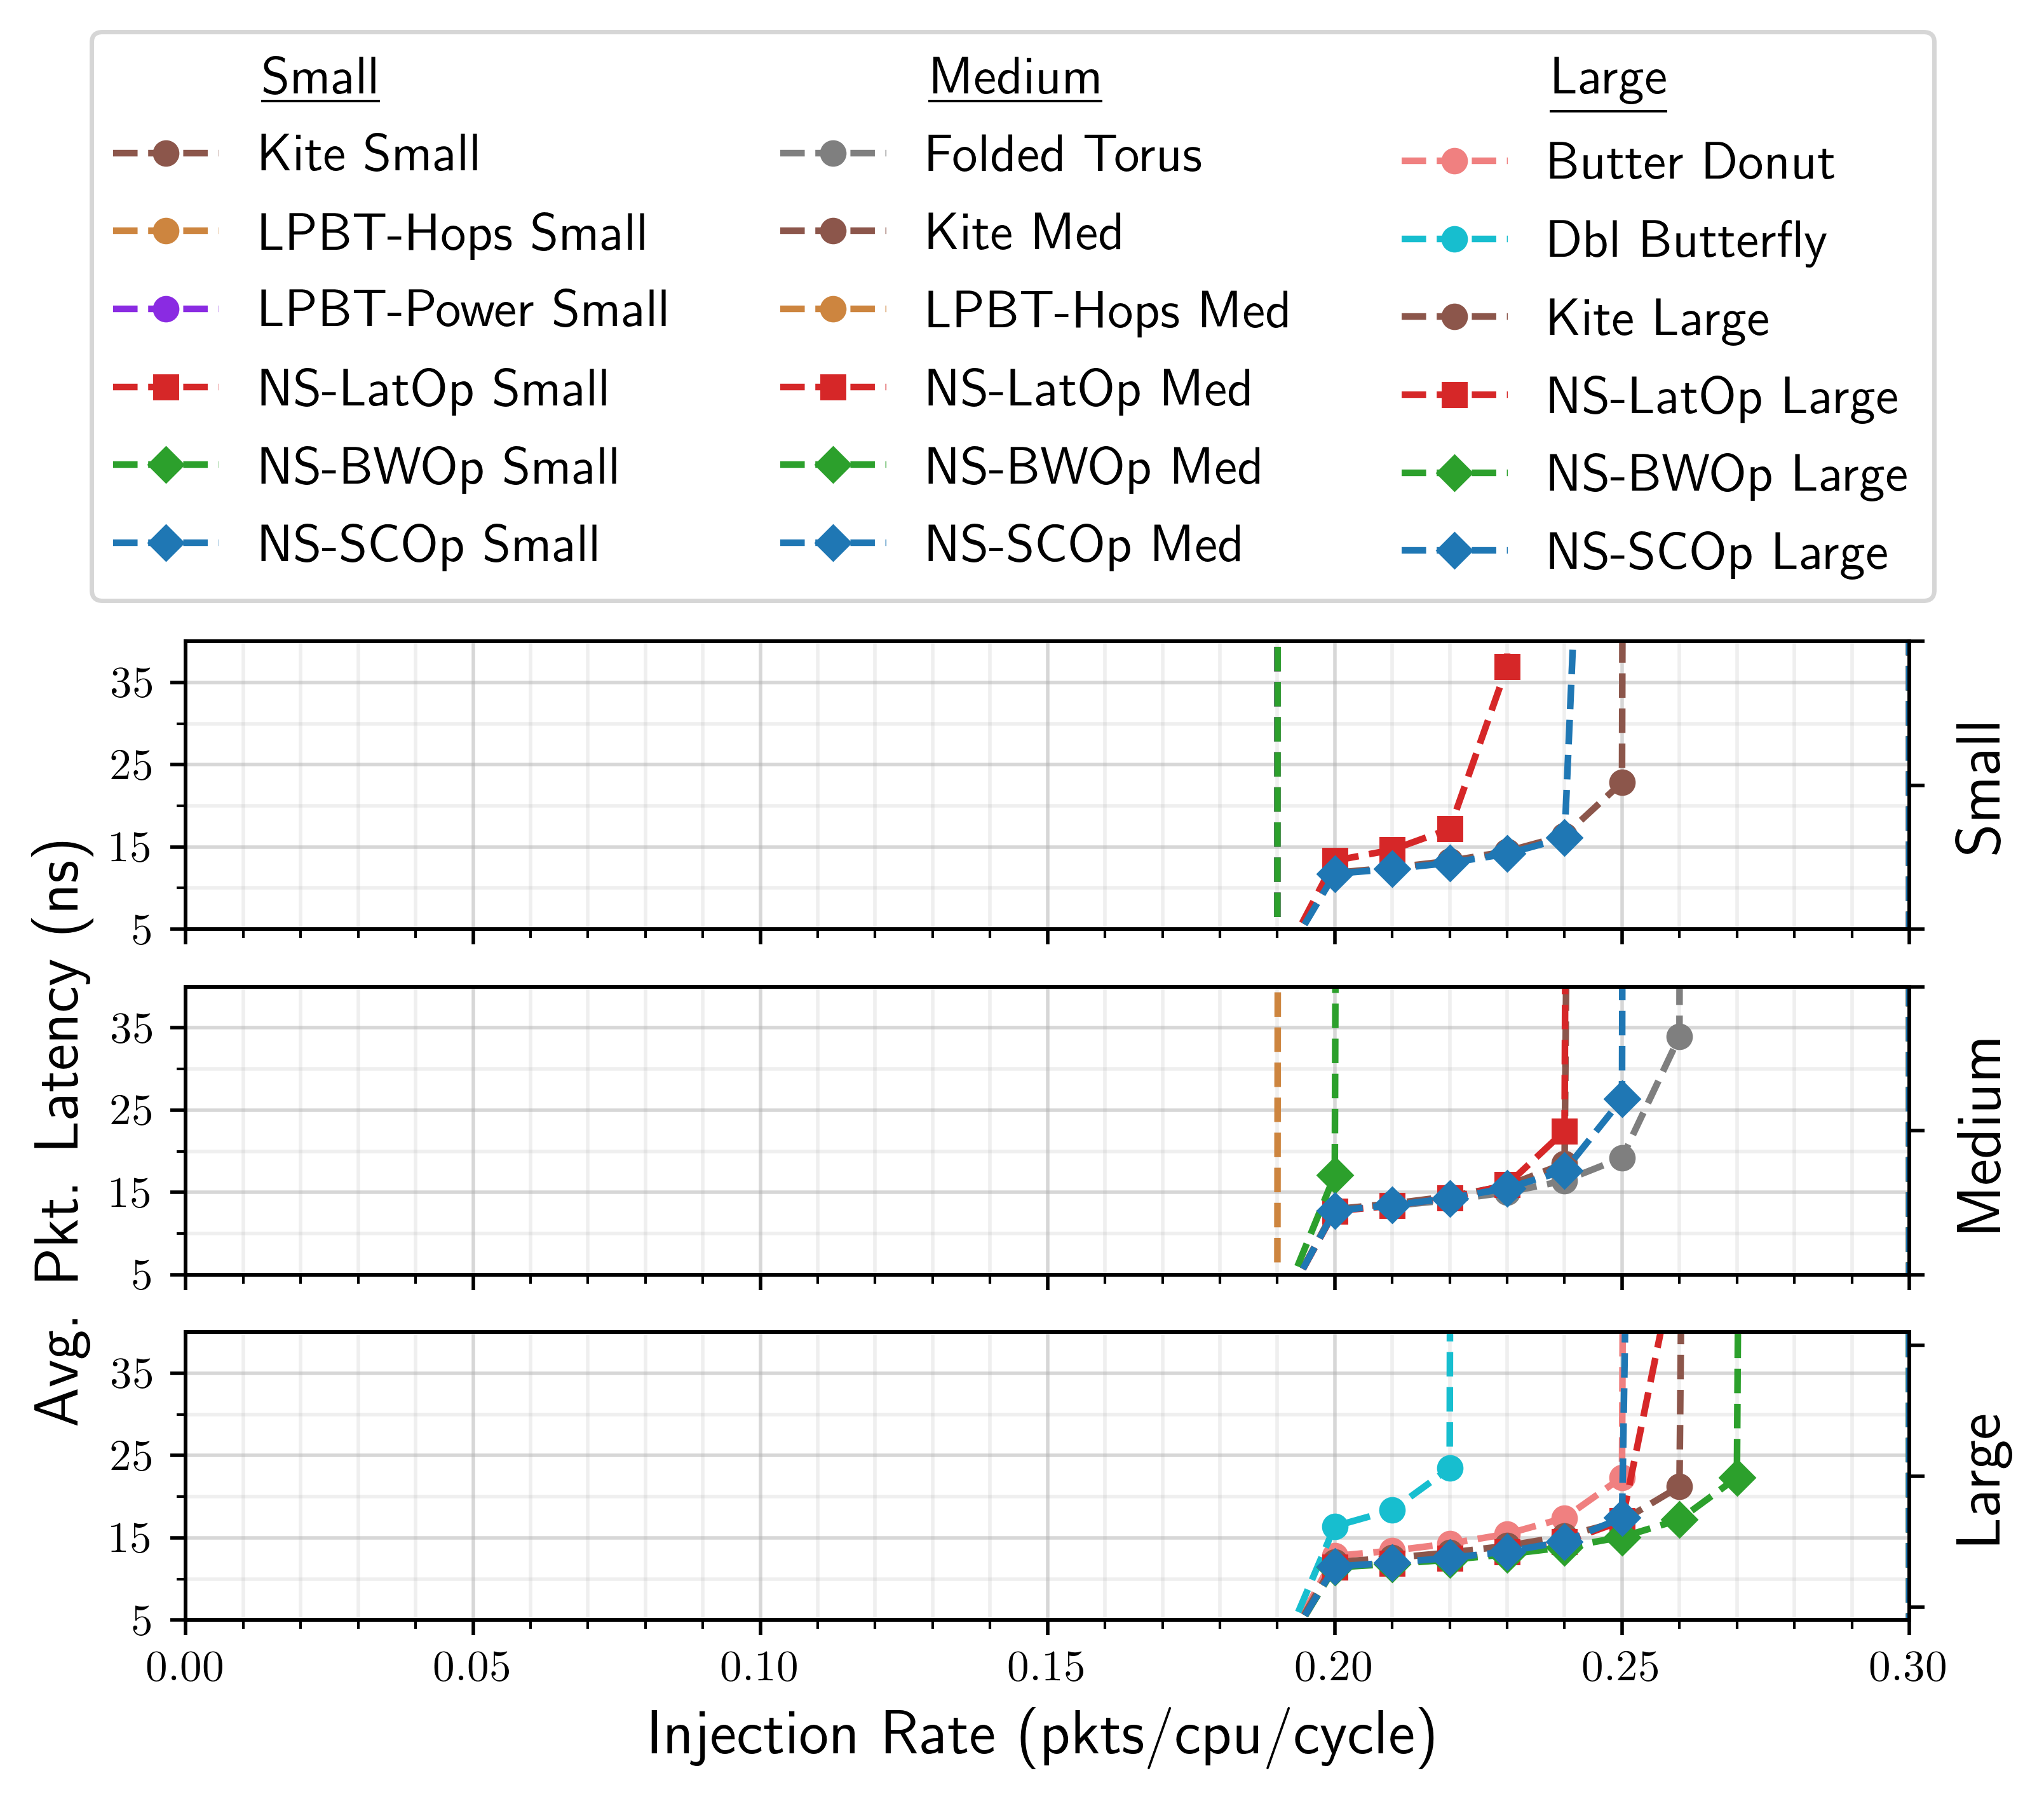 Small
Kite Small
LPBT-Hops Small
LPBT-Power Small
NS-LatOp Small
NS-BWOp Small
NS-SCOp Small
Medium
Folded Torus
Kite Med
LPBT-Hops Med
NS-LatOp Med
NS-BWOp Med
NS-SCOp Med
Large
Butter Donut
Dbl Butterfly
Kite Large
NS-LatOp Large
NS-BWOp Large
NS-SCOp Large
Avg. Pkt. Latency (ns)
35
25
15
5
Small
35
25
15
5
Medium
35
25
15
5
Large
0.00 0.05 0.10 0.15 0.20 0.25 0.30
Injection Rate (pkts/cpu/cycle)